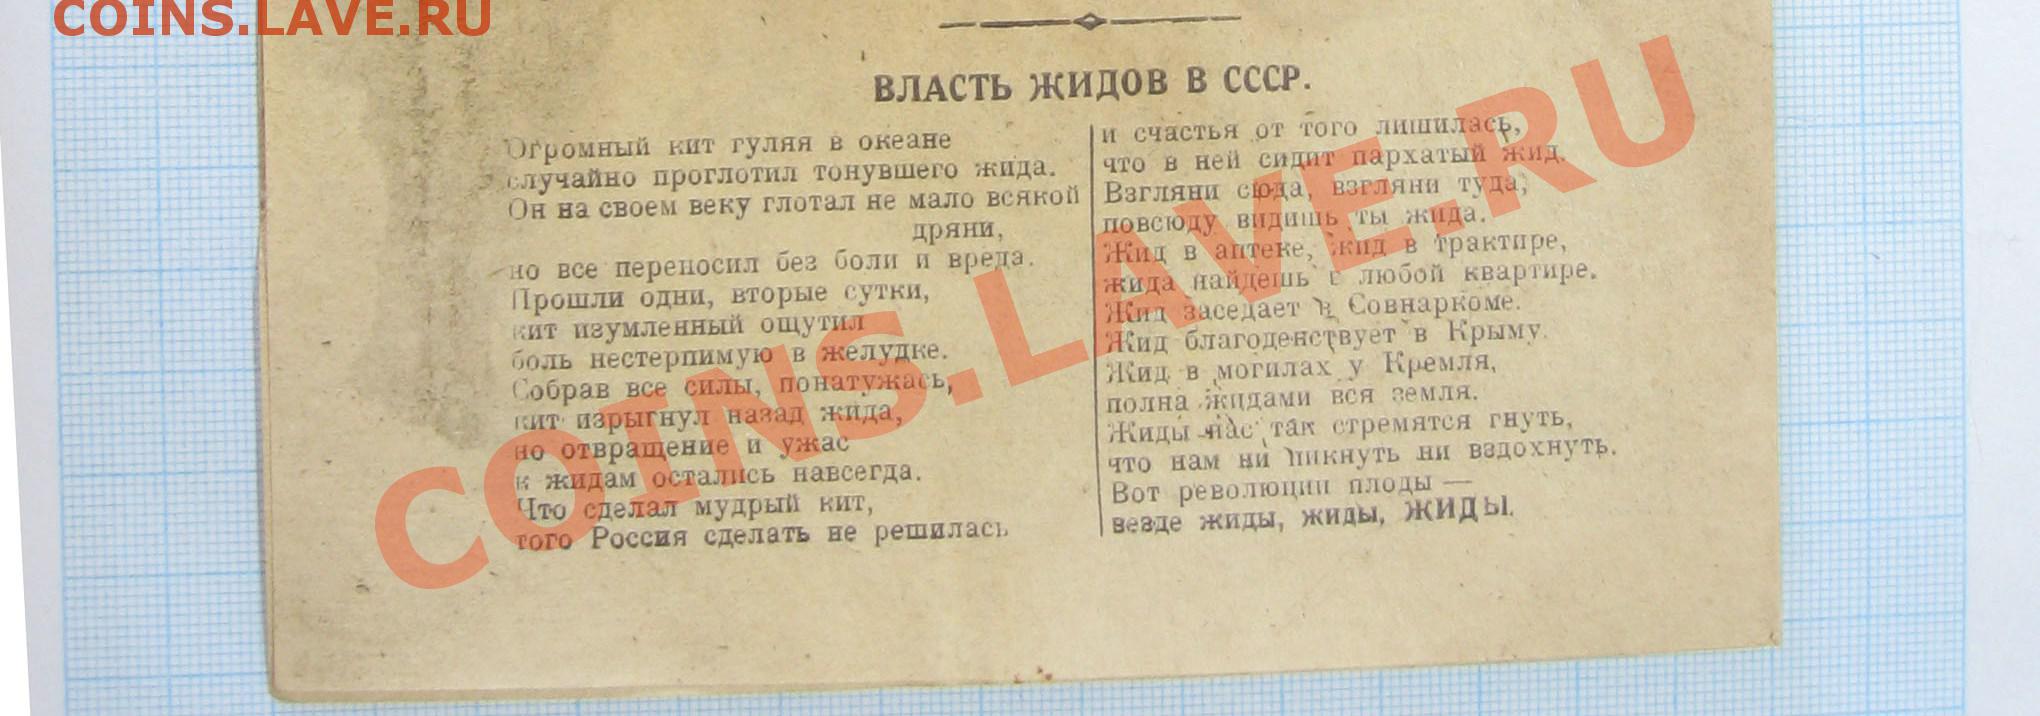 COINS.LAVE.RU
ВЛАСТЬ ЖИДОВ В СССР.
Огромный кит гуляя в океане
случайно проглотил тонувшего жида.
Он на своем веку глотал не мало всякой
дряни,
но все переносил без боли и вреда.
Прошли одни, вторые сутки,
кит изумленный ощутил
боль нестерпимую в желудке.
Собрав все силы, понатужась,
кит изрыгнул назад жида,
но отвращение и ужас
к жидам остались навсегда.
Что сделал мудрый кит,
того Россия сделать не решилась
и счастья от того лишилась,
что в ней сидит пархатый жид.
Взгляни сюда, взгляни туда,
повсюду видишь ты жида.
Жид в аптеке, жид в трактире,
жида найдешь в любой квартире.
Жид заседает в Совнаркоме.
Жид благоденствует в Крыму.
Жид в могилах у Кремля,
полна жидами вся земля.
Жиды нас так стремятся гнуть,
что нам ни пикнуть ни вздохнуть.
Вот революции плоды —
везде жиды, жиды, ЖИДЫ.
COINS.LAVE.RU